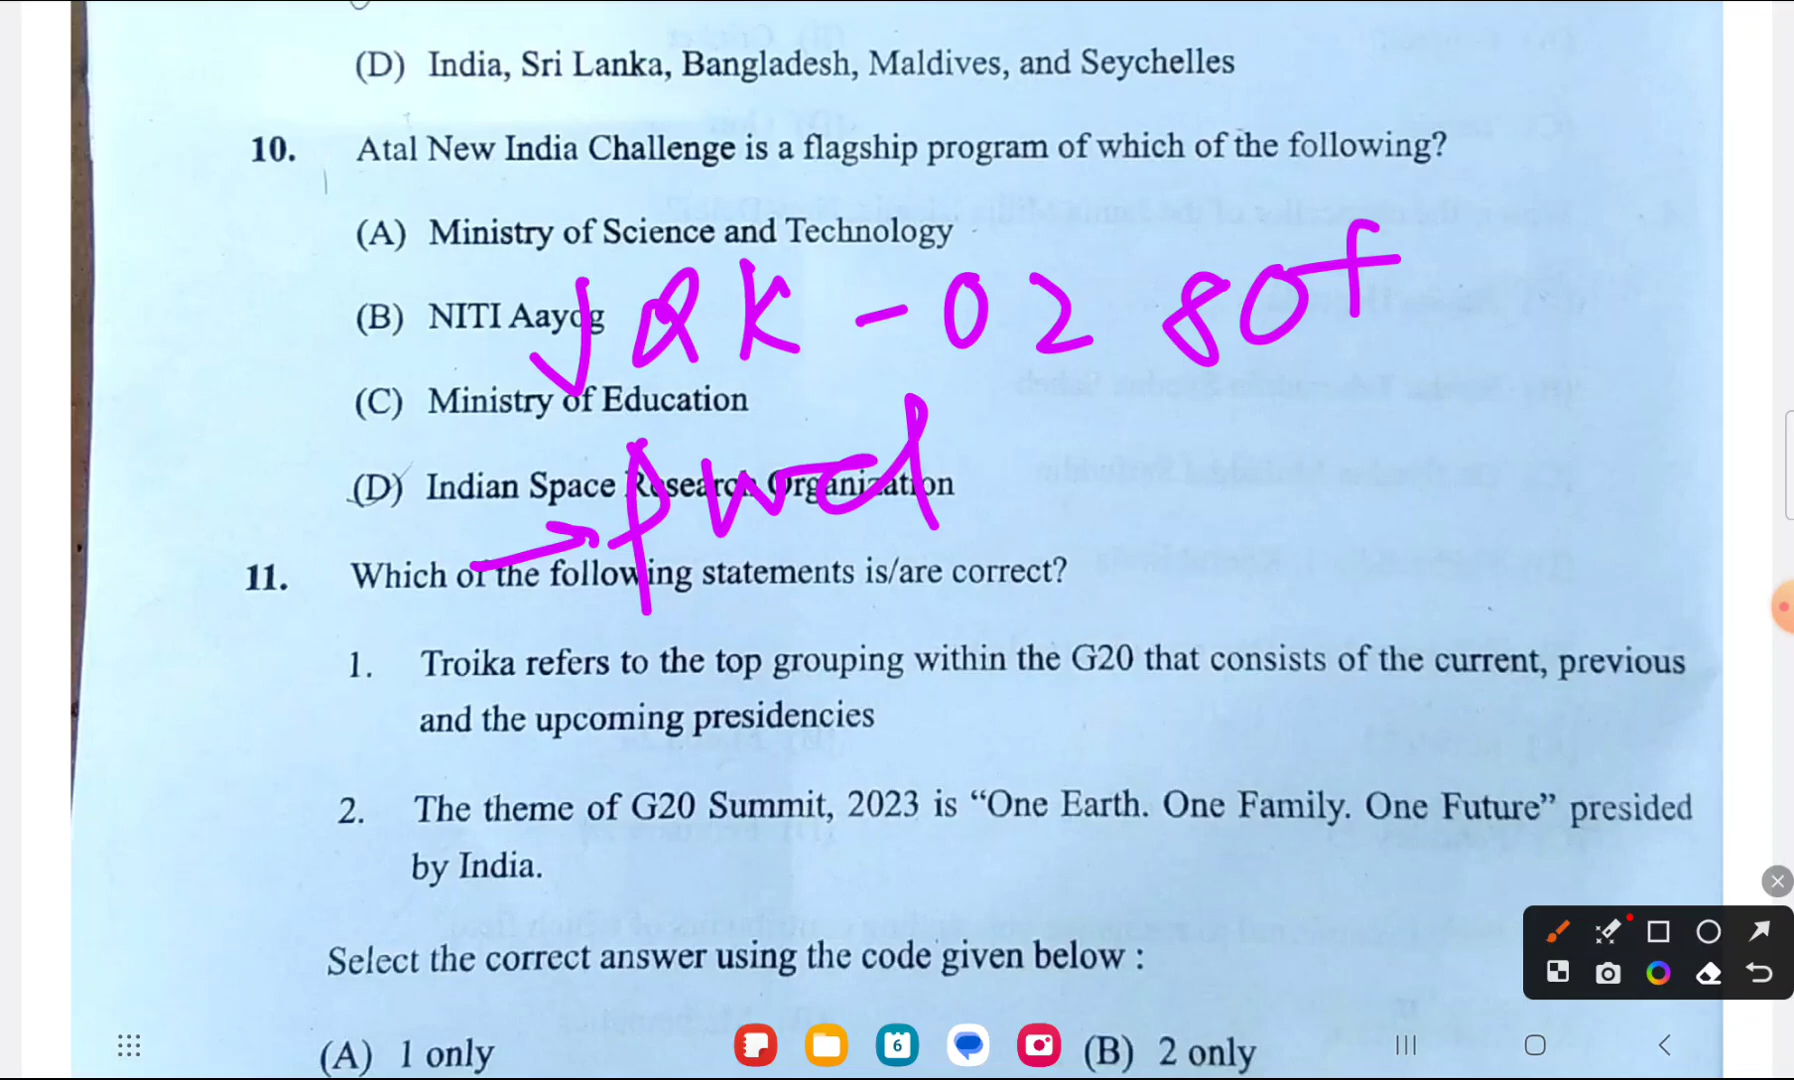 (D) India, Sri Lanka, Bangladesh, Maldives, and Seychelles
10. Atal New India Challenge is a flagship program of which of the following?
(A) Ministry of Science and Technology
(B) NITI Aayog
J&K - 02 80f
(C) Ministry of Education
(D) Indian Space Research Organization
→ Pwd
11. Which of the following statements is/are correct?
1. Troika refers to the top grouping within the G20 that consists of the current, previous
and the upcoming presidencies
2. The theme of G20 Summit, 2023 is “One Earth. One Family. One Future” presided
by India.
Select the correct answer using the code given below :
(A) 1 only (B) 2 only
6